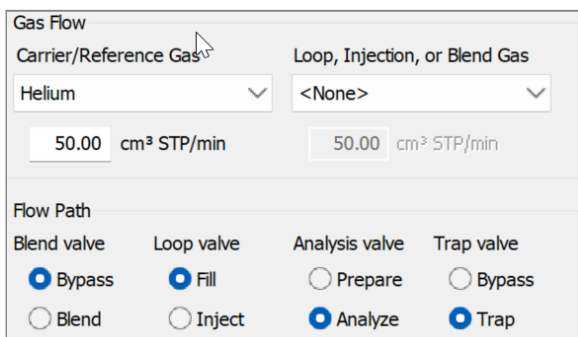 Gas Flow
Carrier/Reference Gas Loop, Injection, or Blend Gas
Helium <None>
50.00 cm³ STP/min 50.00 cm³ STP/min
Flow Path
Blend valve Loop valve Analysis valve Trap valve
Bypass Fill Prepare Bypass
Blend Inject Analyze Trap